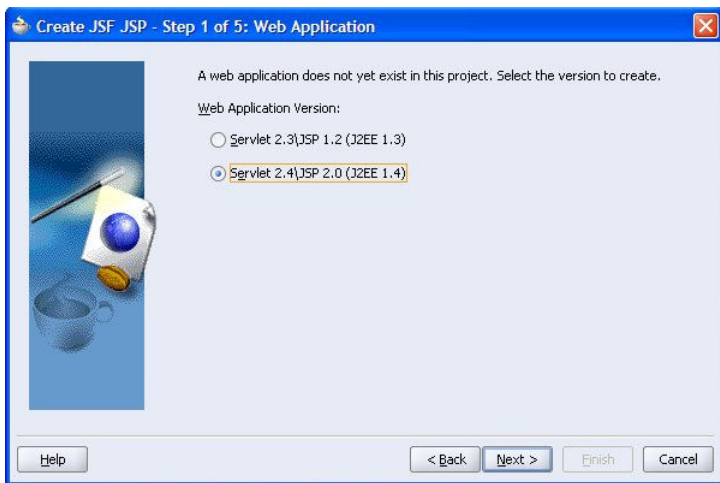 Create JSF JSP - Step 1 of 5: Web Application
A web application does not yet exist in this project. Select the version to create.
Web Application Version:
Servlet 2.3\JSP 1.2 (J2EE 1.3)
Servlet 2.4\JSP 2.0 (J2EE 1.4)
Help < Back Next > Finish Cancel